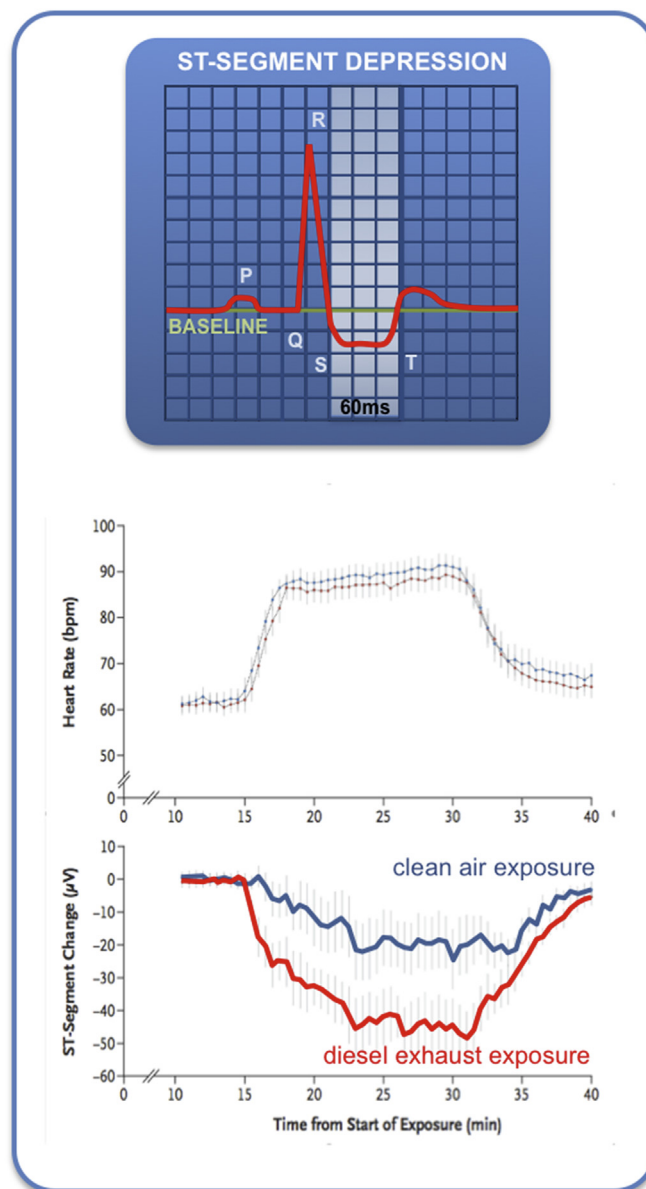 ST-SEGMENT DEPRESSION
R
P
BASELINE
Q
S
T
60ms
100
90
80
70
60
50
0
Heart Rate (bpm)
0 10 15 20 25 30 35 40
10
0
-10
-20
-30
-40
-50
-60
ST-Segment Change (µV)
clean air exposure
diesel exhaust exposure
0 10 15 20 25 30 35 40
Time from Start of Exposure (min)